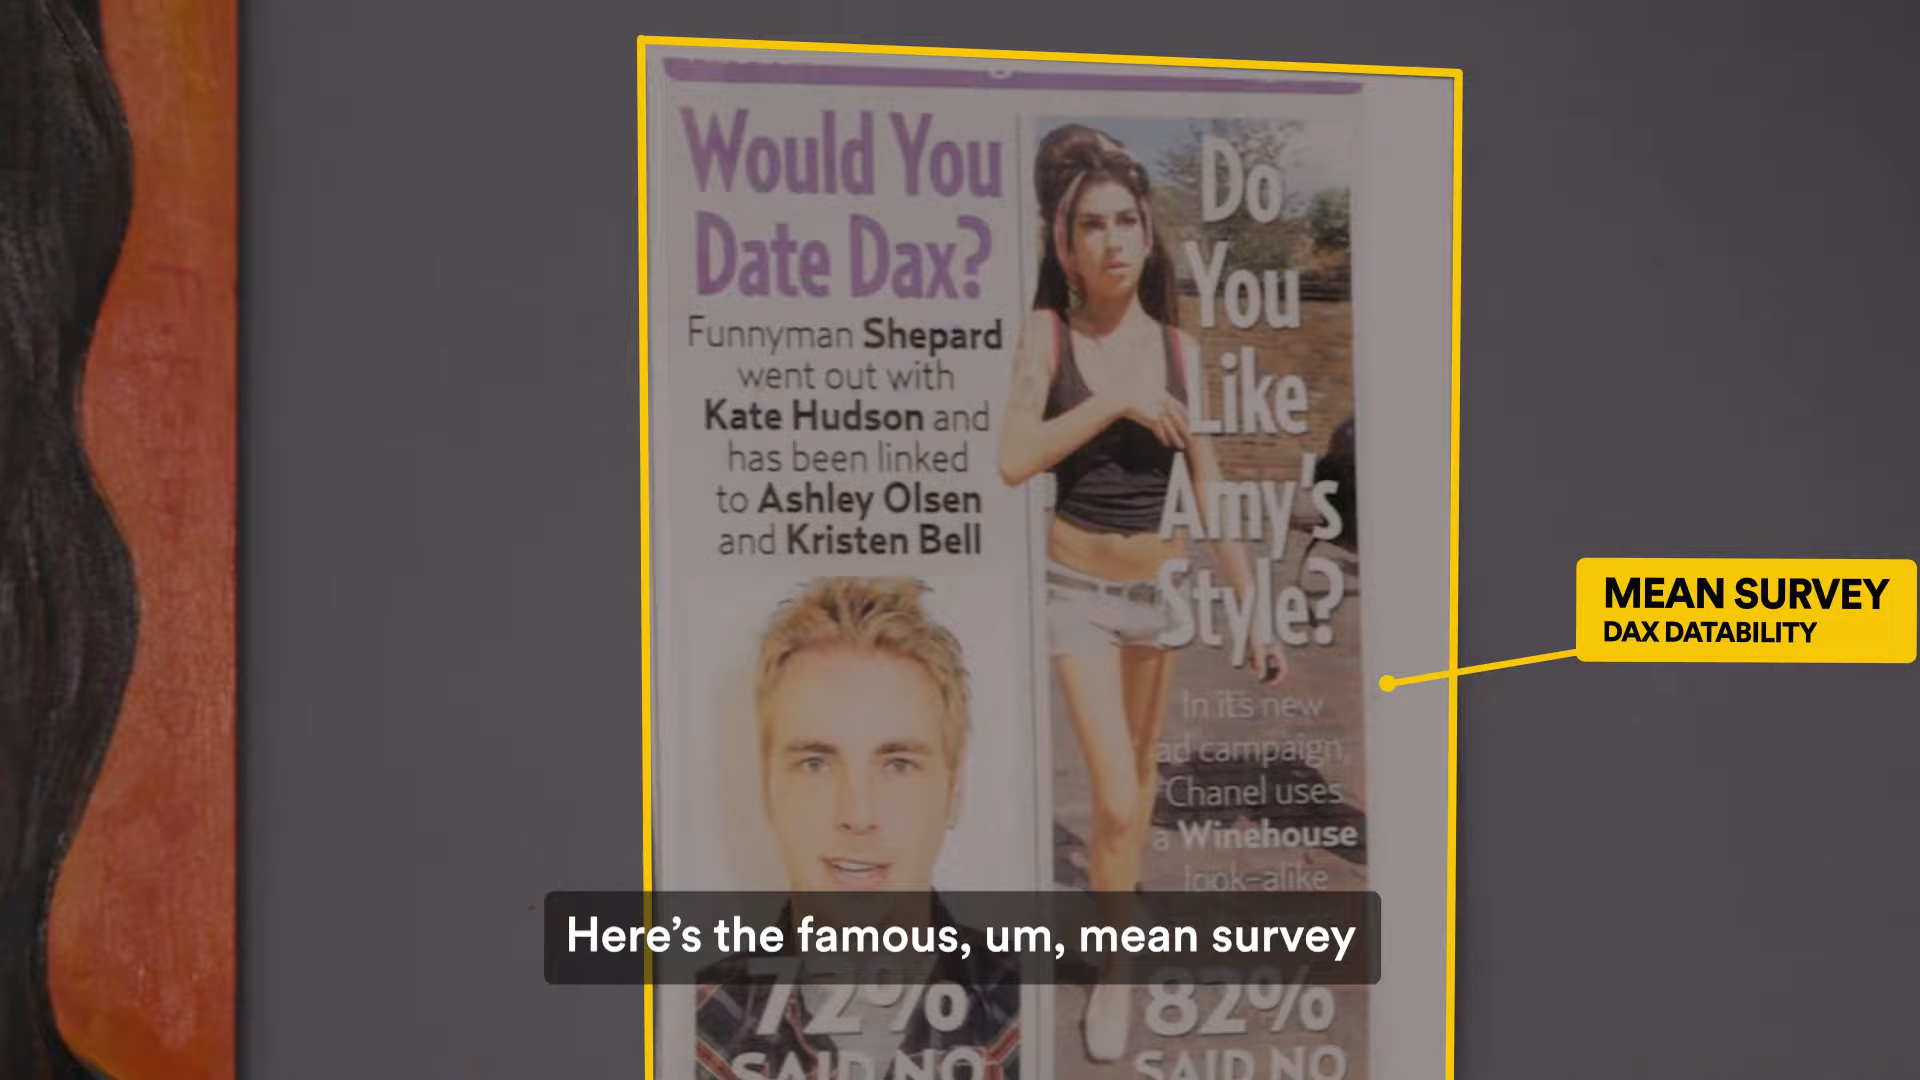 Would You
Date Dax?
Funnyman Shepard
went out with
Kate Hudson and
has been linked
to Ashley Olsen
and Kristen Bell
72%
SAID NO
Do
You
Like
Amy's
Style?
In its new
ad campaign,
Chanel uses
a Winehouse
look-alike
82%
SAID NO
MEAN SURVEY
DAX DATABILITY
Here's the famous, um, mean survey